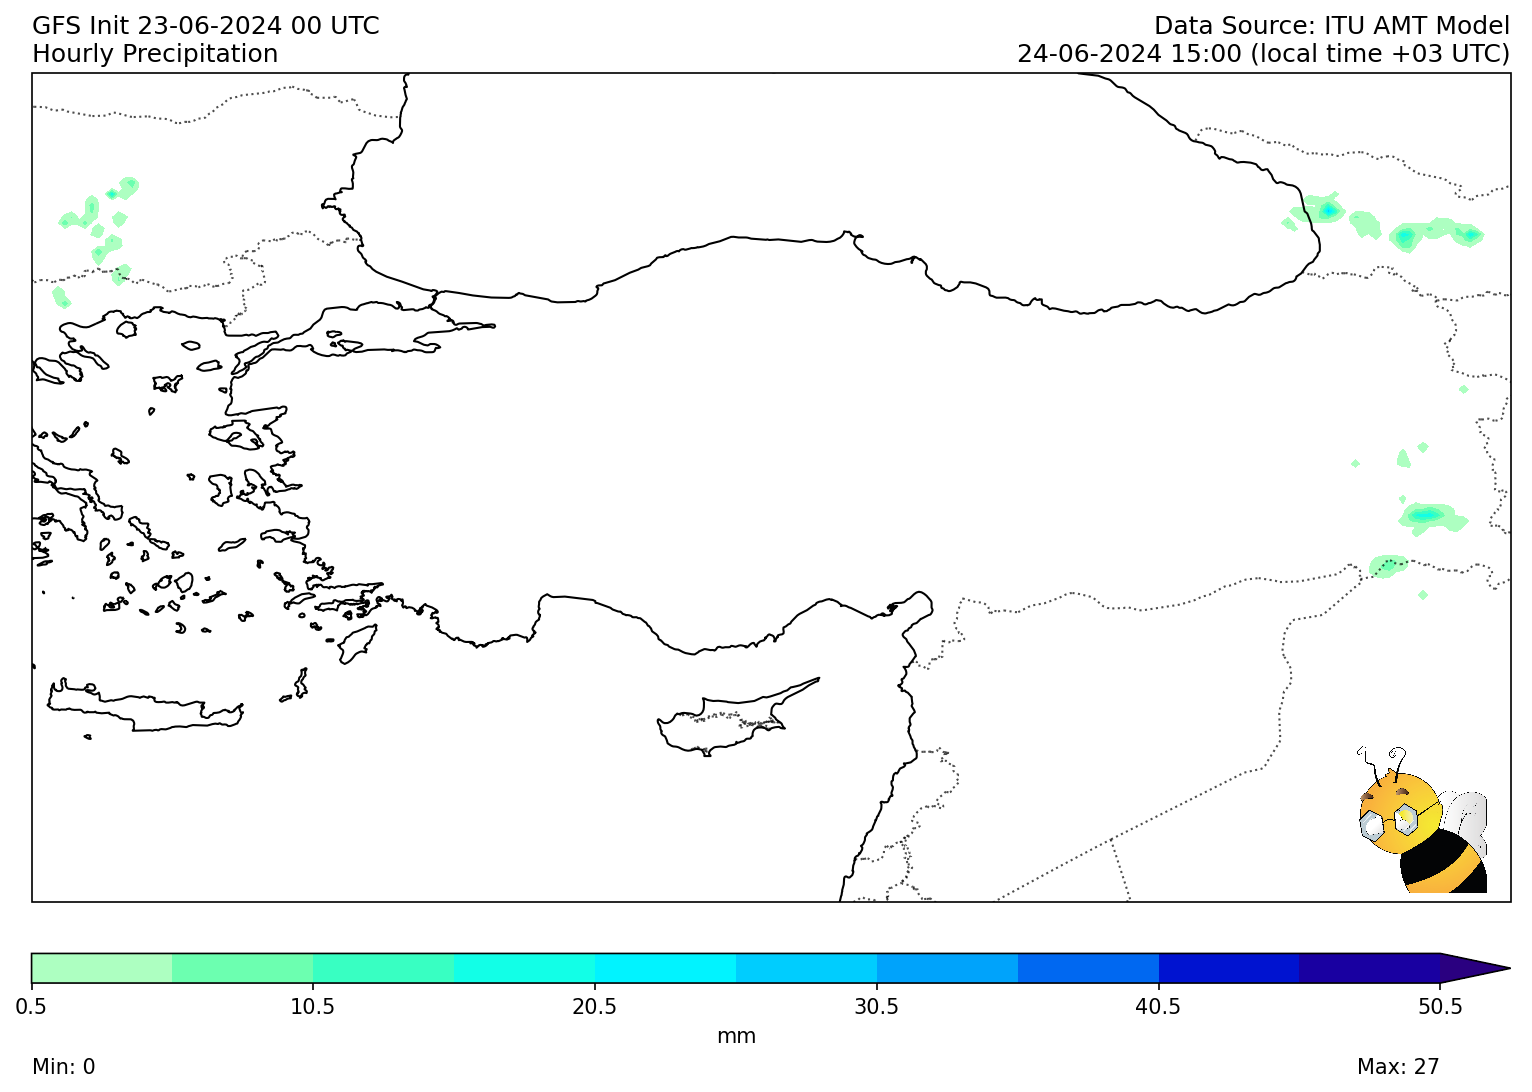 GFS Init 23-06-2024 00 UTC
Hourly Precipitation
Data Source: ITU AMT Model
24-06-2024 15:00 (local time +03 UTC)
0.5 10.5 20.5 30.5 40.5 50.5
mm
Min: 0
Max: 27